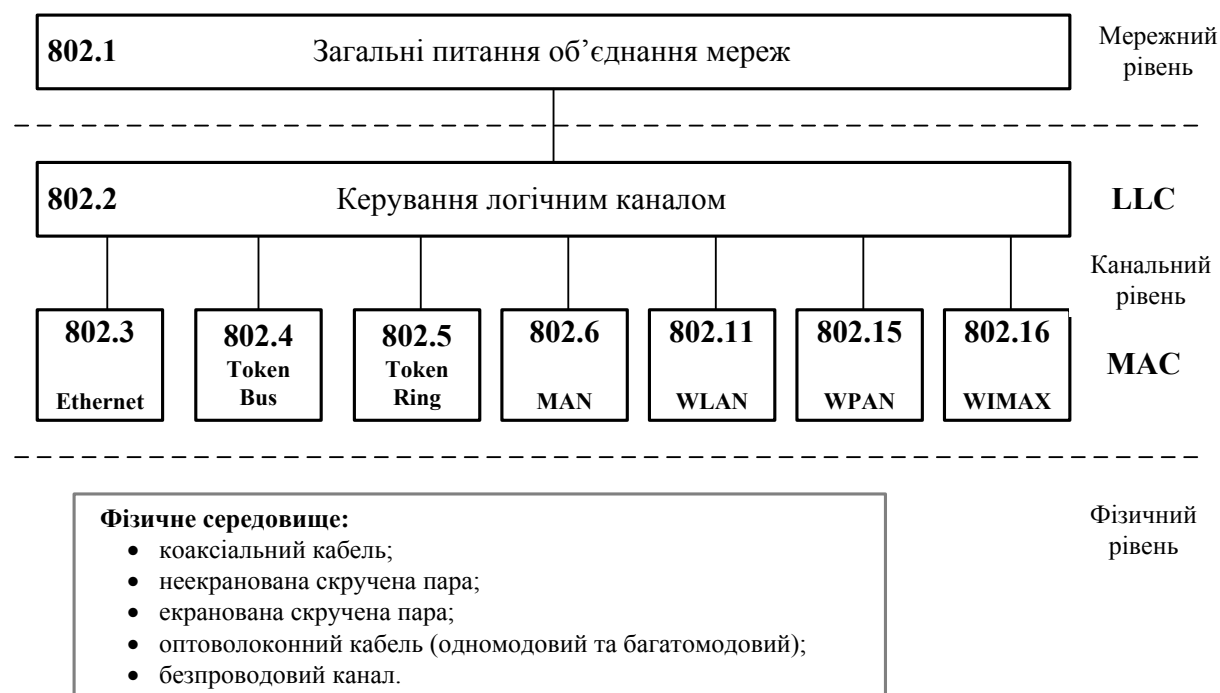 802.1 Загальні питання об’єднання мереж
Мережний
рівень
802.2 Керування логічним каналом
LLC
Канальний
рівень
802.3
Ethernet
802.4
Token
Bus
802.5
Token
Ring
802.6
MAN
802.11
WLAN
802.15
WPAN
802.16
WIMAX
MAC
Фізичне середовище:
• коаксіальний кабель;
• неекранована скручена пара;
• екранована скручена пара;
• оптоволоконний кабель (одномодовий та багатомодовий);
• безпроводовий канал.
Фізичний
рівень